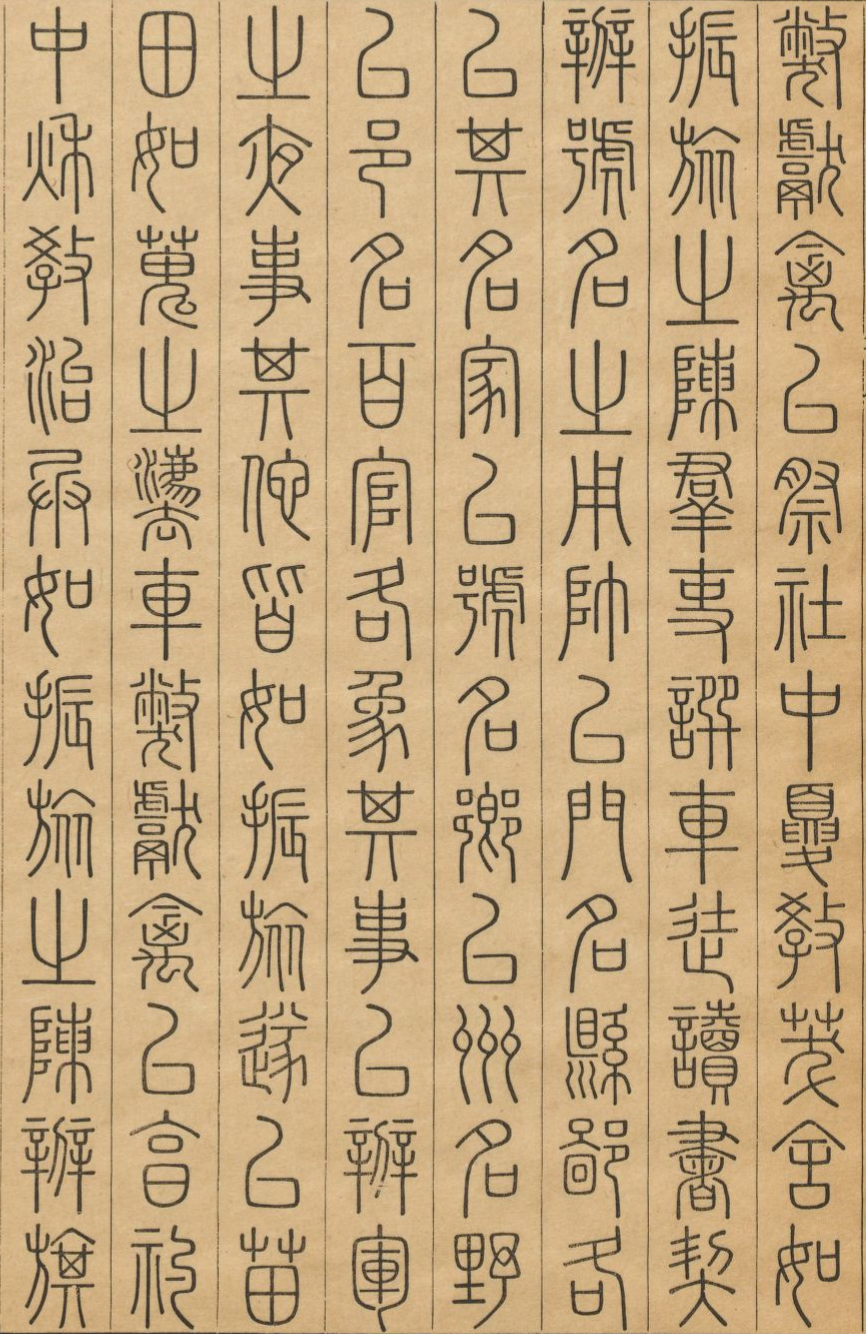 獘獻禽以祭社中夏教茇舍如
振旅之陳羣吏譔車徒讀書契
辨號名之用帥以門名縣鄙各
以其名家以號名鄉以州名野
以邑名百官各象其事以辨軍
之夜事其他皆如振旅遂以苗
田如蒐之灋車獘獻禽以享礿
中秋教治兵如振旅之陳辨旗